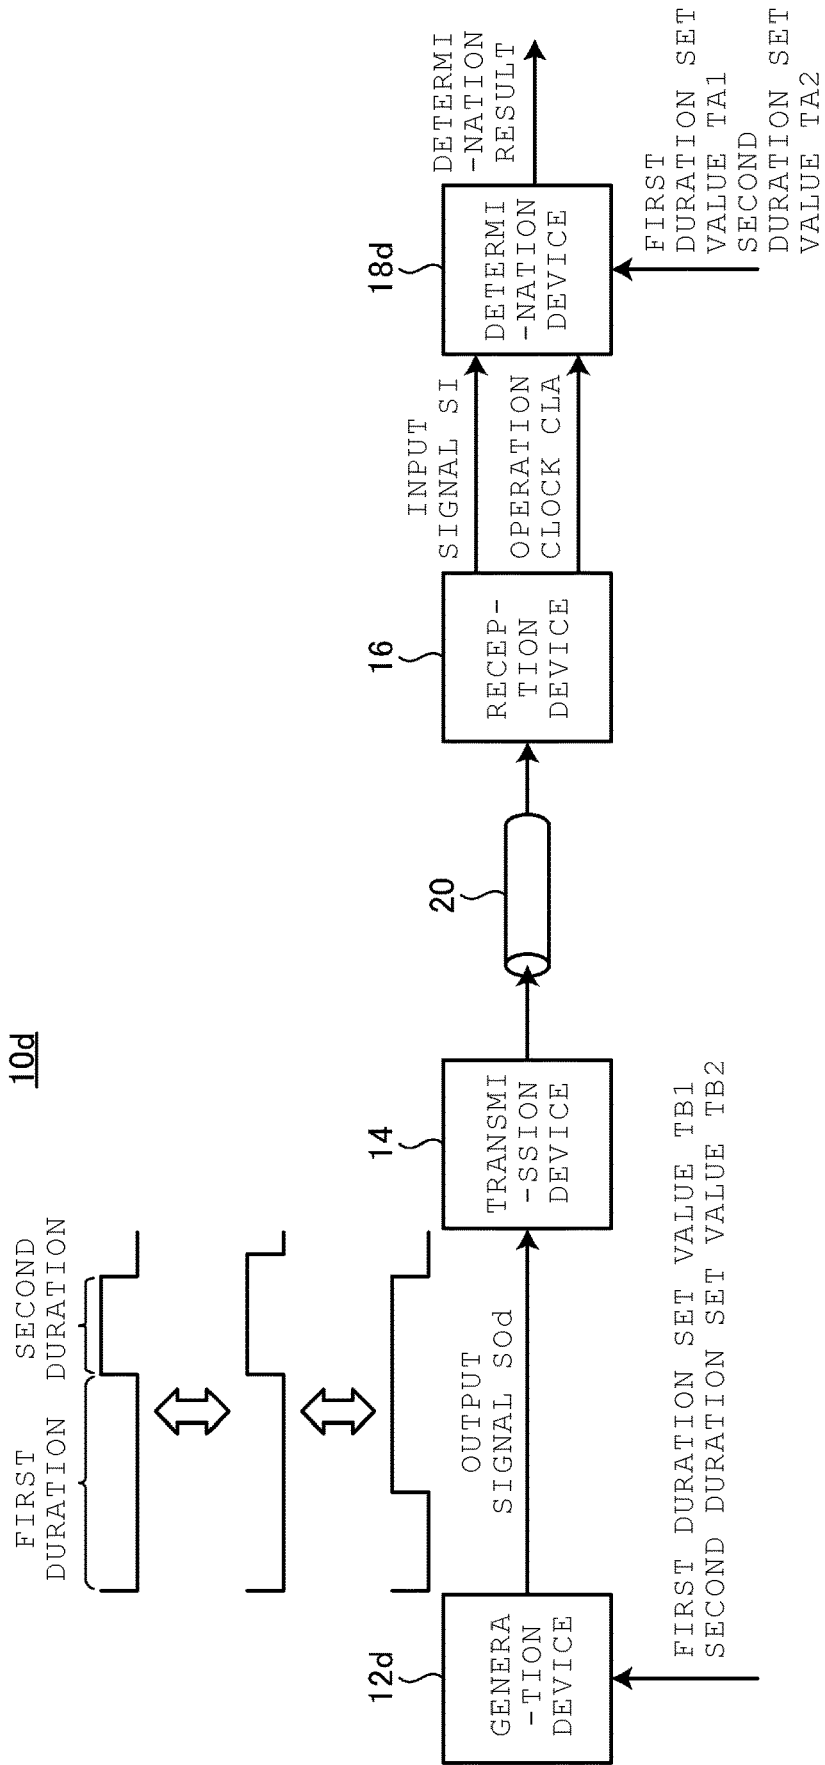 10d
FIRST
DURATION
SECOND
DURATION
12d
GENERA
-TION
DEVICE
FIRST DURATION SET VALUE TB1
SECOND DURATION SET VALUE TB2
OUTPUT
SIGNAL SOd
14
TRANSMI
-SSION
DEVICE
20
16
RECEP-
TION
DEVICE
INPUT
SIGNAL SI
OPERATION
CLOCK CLA
18d
DETERMI
-NATION
DEVICE
DETERMI
-NATION
RESULT
FIRST
DURATION SET
VALUE TA1
SECOND
DURATION SET
VALUE TA2